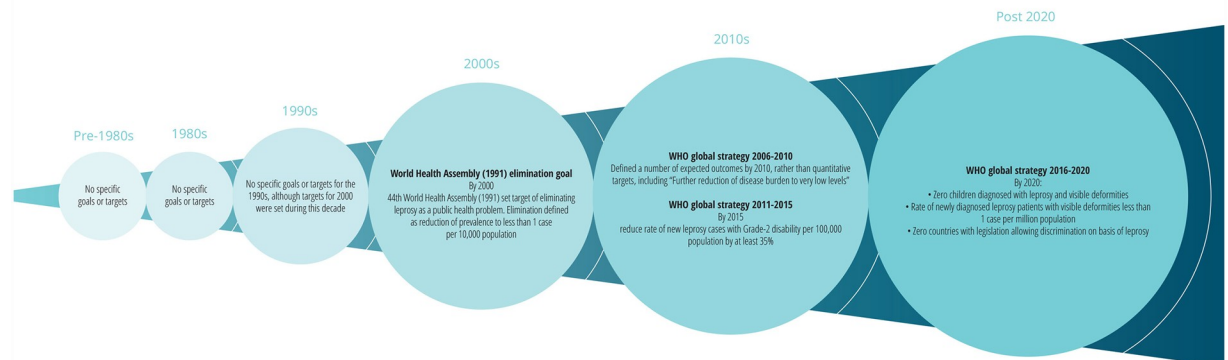 Pre-1980s
No specific
goals or targets
1980s
No specific
goals or targets
1990s
No specific goals or targets for the
1990s, although targets for 2000
were set during this decade
2000s
World Health Assembly (1991) elimination goal
By 2000
44th World Health Assembly (1991) set target of eliminating
leprosy as a public health problem. Elimination defined
as reduction of prevalence to less than 1 case
per 10,000 population
2010s
WHO global strategy 2006-2010
Defined a number of expected outcomes by 2010, rather than quantitative
targets, including “Further reduction of disease burden to very low levels”
WHO global strategy 2011-2015
By 2015
reduce rate of new leprosy cases with Grade-2 disability per 100,000
population by at least 35%
Post 2020
WHO global strategy 2016-2020
By 2020:
• Zero children diagnosed with leprosy and visible deformities
• Rate of newly diagnosed leprosy patients with visible deformities less than
1 case per million population
• Zero countries with legislation allowing discrimination on basis of leprosy